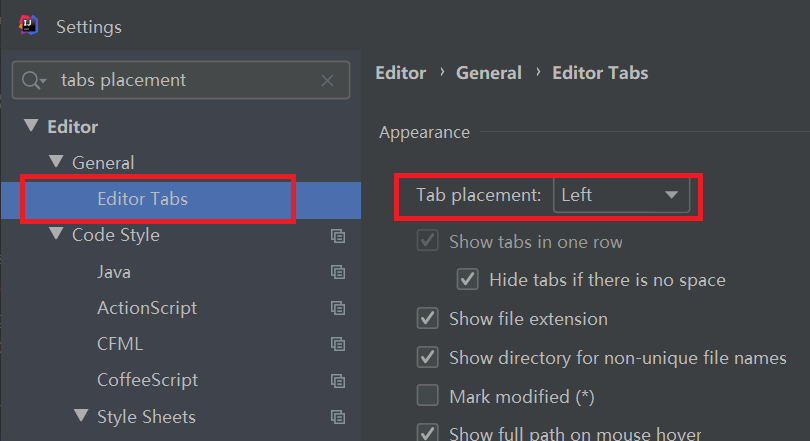 Settings
tabs placement
Editor
General
Editor Tabs
Code Style
Java
ActionScript
CFML
CoffeeScript
Style Sheets
Editor › General › Editor Tabs
Appearance
Tab placement: Left
Show tabs in one row
Hide tabs if there is no space
Show file extension
Show directory for non-unique file names
Mark modified (*)
Show full path on mouse hover